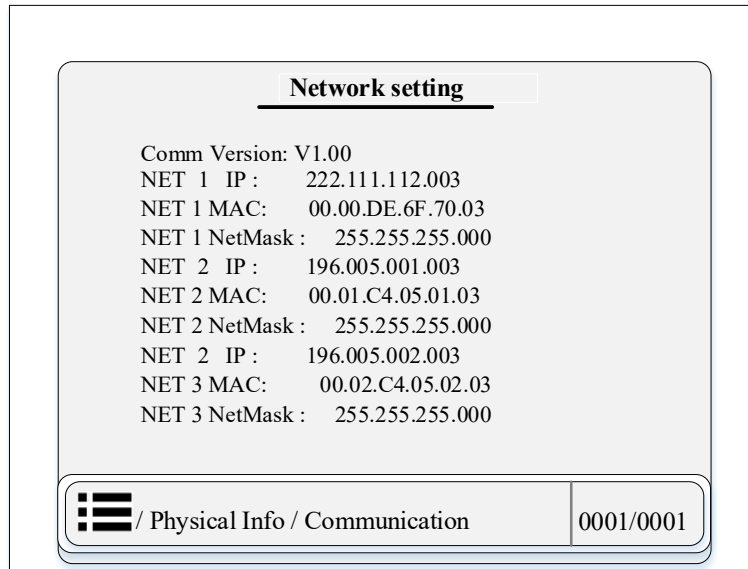 Network setting
Comm Version: V1.00
NET 1 IP : 222.111.112.003
NET 1 MAC: 00.00.DE.6F.70.03
NET 1 NetMask : 255.255.255.000
NET 2 IP : 196.005.001.003
NET 2 MAC: 00.01.C4.05.01.03
NET 2 NetMask : 255.255.255.000
NET 2 IP : 196.005.002.003
NET 3 MAC: 00.02.C4.05.02.03
NET 3 NetMask : 255.255.255.000
/ Physical Info / Communication 0001/0001